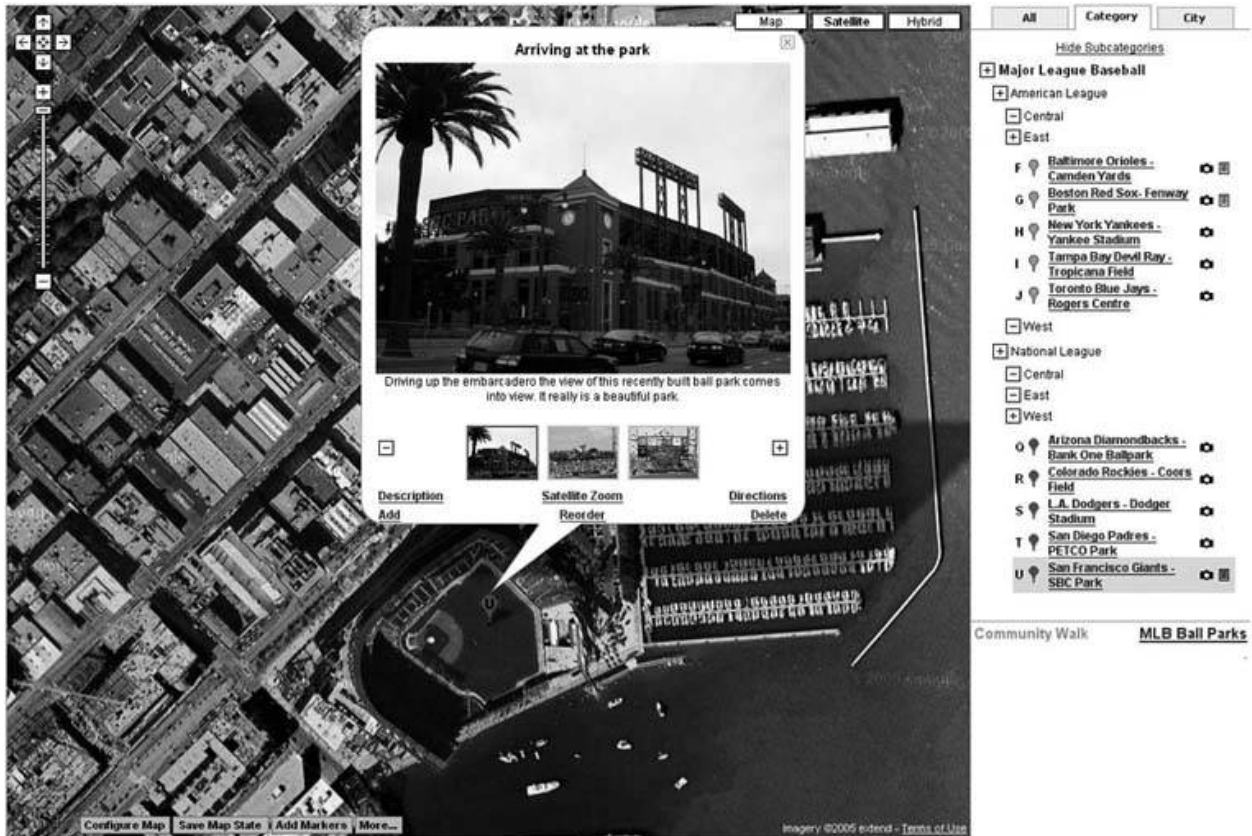 Map Satellite Hybrid
Arriving at the park
SBC PARK
Driving up the embarcadero the view of this recently built ball park comes
into view. It really is a beautiful park.
Description Satellite Zoom Directions
Add Reorder Delete
U
Configure Map Save Map State Add Markers More...
Imagery ©2005 extend - Terms of Use
All Category City
Hide Subcategories
Major League Baseball
American League
Central
East
F Baltimore Orioles -
Camden Yards
G Boston Red Sox- Fenway
Park
H New York Yankees -
Yankee Stadium
I Tampa Bay Devil Ray -
Tropicana Field
J Toronto Blue Jays -
Rogers Centre
West
National League
Central
East
West
Q Arizona Diamondbacks -
Bank One Ballpark
R Colorado Rockies - Coors
Field
S L.A. Dodgers - Dodger
Stadium
T San Diego Padres -
PETCO Park
U San Francisco Giants -
SBC Park
Community Walk MLB Ball Parks